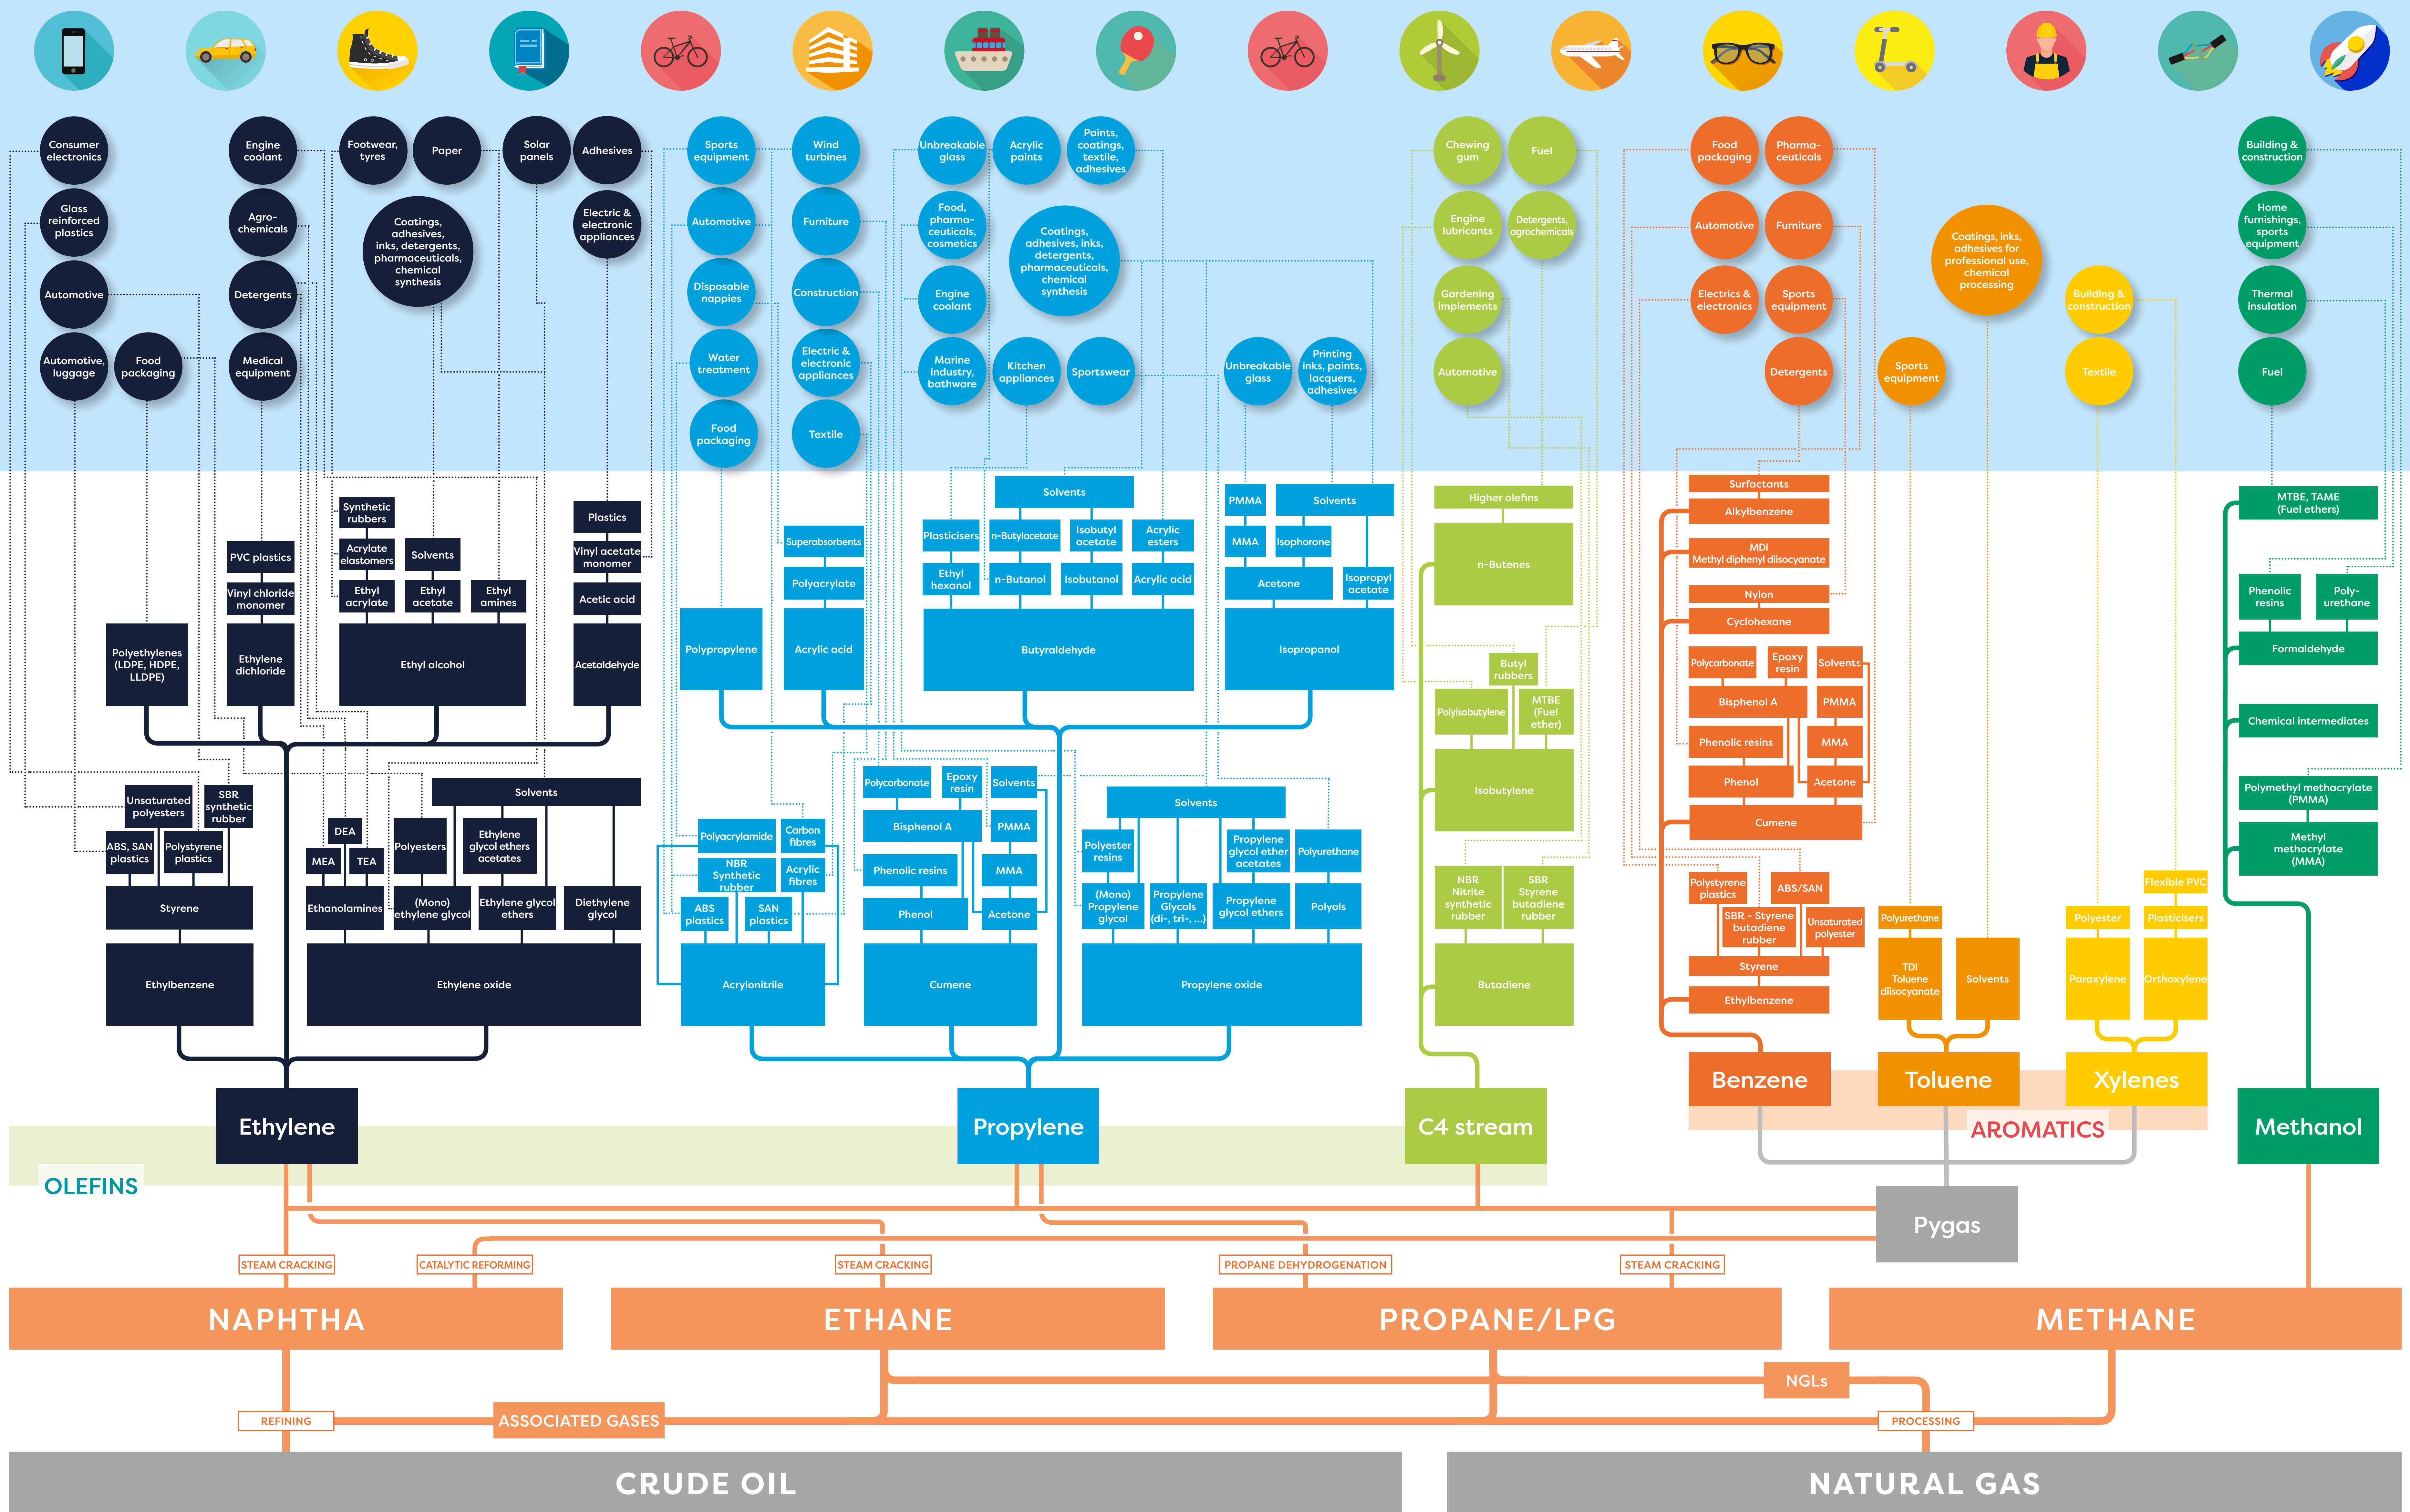 Consumer
electronics
Engine
coolant
Footwear,
tyres
Paper
Solar
panels
Adhesives
Glass
reinforced
plastics
Agro-
chemicals
Coatings,
adhesives,
inks, detergents,
pharmaceuticals,
chemical
synthesis
Electric &
electronic
appliances
Automotive
Detergents
Automotive,
luggage
Food
packaging
Medical
equipment
Sports
equipment
Wind
turbines
Automotive
Furniture
Disposable
nappies
Construction
Water
treatment
Electric &
electronic
appliances
Food
packaging
Textile
Unbreakable
glass
Acrylic
paints
Paints,
coatings,
textile,
adhesives
Food,
pharma-
ceuticals,
cosmetics
Coatings,
adhesives, inks,
detergents,
pharmaceuticals,
chemical
synthesis
Engine
coolant
Marine
industry,
bathware
Kitchen
appliances
Sportswear
Unbreakable
glass
Printing
inks, paints,
lacquers,
adhesives
Chewing
gum
Fuel
Engine
lubricants
Detergents,
agrochemicals
Gardening
implements
Automotive
Food
packaging
Pharma-
ceuticals
Automotive
Furniture
Electrics &
electronics
Sports
equipment
Detergents
Coatings, inks,
adhesives for
professional use,
chemical
processing
Sports
equipment
Building &
construction
Textile
Building &
construction
Home
furnishings,
sports
equipment
Thermal
insulation
Fuel
Synthetic
rubbers
Acrylate
elastomers
Ethyl
acrylate
Solvents
Ethyl
acetate
Ethyl
amines
Plastics
Vinyl acetate
monomer
Acetic acid
PVC plastics
Vinyl chloride
monomer
Polyethylenes
(LDPE, HDPE,
LLDPE)
Ethylene
dichloride
Ethyl alcohol
Acetaldehyde
Unsaturated
polyesters
SBR
synthetic
rubber
ABS, SAN
plastics
Polystyrene
plastics
Styrene
Ethylbenzene
DEA
MEA
TEA
Ethanolamines
Polyesters
(Mono)
ethylene glycol
Solvents
Ethylene
glycol ethers
acetates
Ethylene glycol
ethers
Diethylene
glycol
Ethylene oxide
Superabsorbents
Polyacrylate
Polypropylene
Acrylic acid
Solvents
Plasticisers
n-Butylacetate
Isobutyl
acetate
Acrylic
esters
Ethyl
hexanol
n-Butanol
Isobutanol
Acrylic acid
Butyraldehyde
PMMA
Solvents
MMA
Isophorone
Acetone
Isopropyl
acetate
Isopropanol
Polyacrylamide
Carbon
fibres
NBR
Synthetic
rubber
Acrylic
fibres
ABS
plastics
SAN
plastics
Acrylonitrile
Polycarbonate
Epoxy
resin
Solvents
Bisphenol A
PMMA
Phenolic resins
MMA
Phenol
Acetone
Cumene
Solvents
Polyester
resins
Propylene
glycol ether
acetates
Polyurethane
(Mono)
Propylene
glycol
Propylene
Glycols
(di-, tri-, ...)
Propylene
glycol ethers
Polyols
Propylene oxide
Higher olefins
n-Butenes
Butyl
rubbers
Polyisobutylene
MTBE
(Fuel
ether)
Isobutylene
NBR
Nitrite
synthetic
rubber
SBR
Styrene
butadiene
rubber
Butadiene
Surfactants
Alkylbenzene
MDI
Methyl diphenyl diisocyanate
Nylon
Cyclohexane
Polycarbonate
Epoxy
resin
Solvents
Bisphenol A
PMMA
Phenolic resins
MMA
Phenol
Acetone
Cumene
Polystyrene
plastics
ABS/SAN
SBR - Styrene
butadiene
rubber
Unsaturated
polyester
Styrene
Ethylbenzene
Polyurethane
TDI
Toluene
diisocyanate
Solvents
Flexible PVC
Polyester
Plasticisers
Paraxylene
Orthoxylene
MTBE, TAME
(Fuel ethers)
Phenolic
resins
Poly-
urethane
Formaldehyde
Chemical intermediates
Polymethyl methacrylate
(PMMA)
Methyl
methacrylate
(MMA)
Ethylene
Propylene
C4 stream
Benzene
Toluene
Xylenes
Methanol
AROMATICS
OLEFINS
Pygas
STEAM CRACKING
CATALYTIC REFORMING
STEAM CRACKING
PROPANE DEHYDROGENATION
STEAM CRACKING
NAPHTHA
ETHANE
PROPANE/LPG
METHANE
NGLs
REFINING
ASSOCIATED GASES
PROCESSING
CRUDE OIL
NATURAL GAS